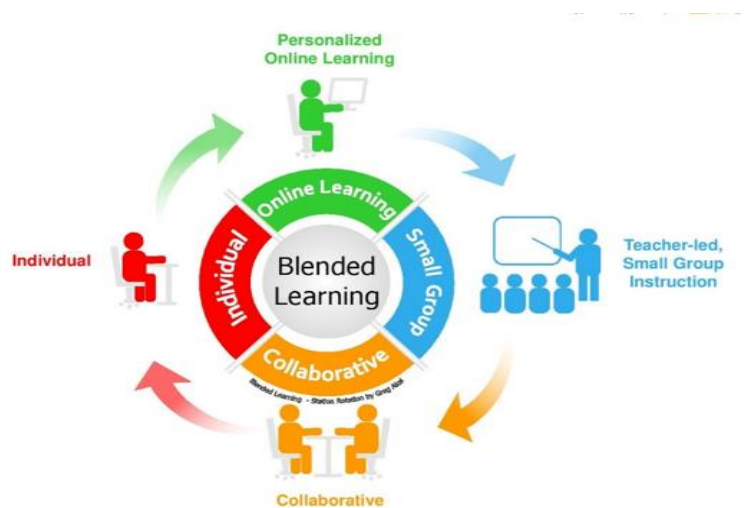 Personalized
Online Learning
Online Learning
Individual
Individual
Blended
Learning
Small Group
Teacher-led,
Small Group
Instruction
Collaborative
Blended Learning - Station Rotation by Greg
Collaborative